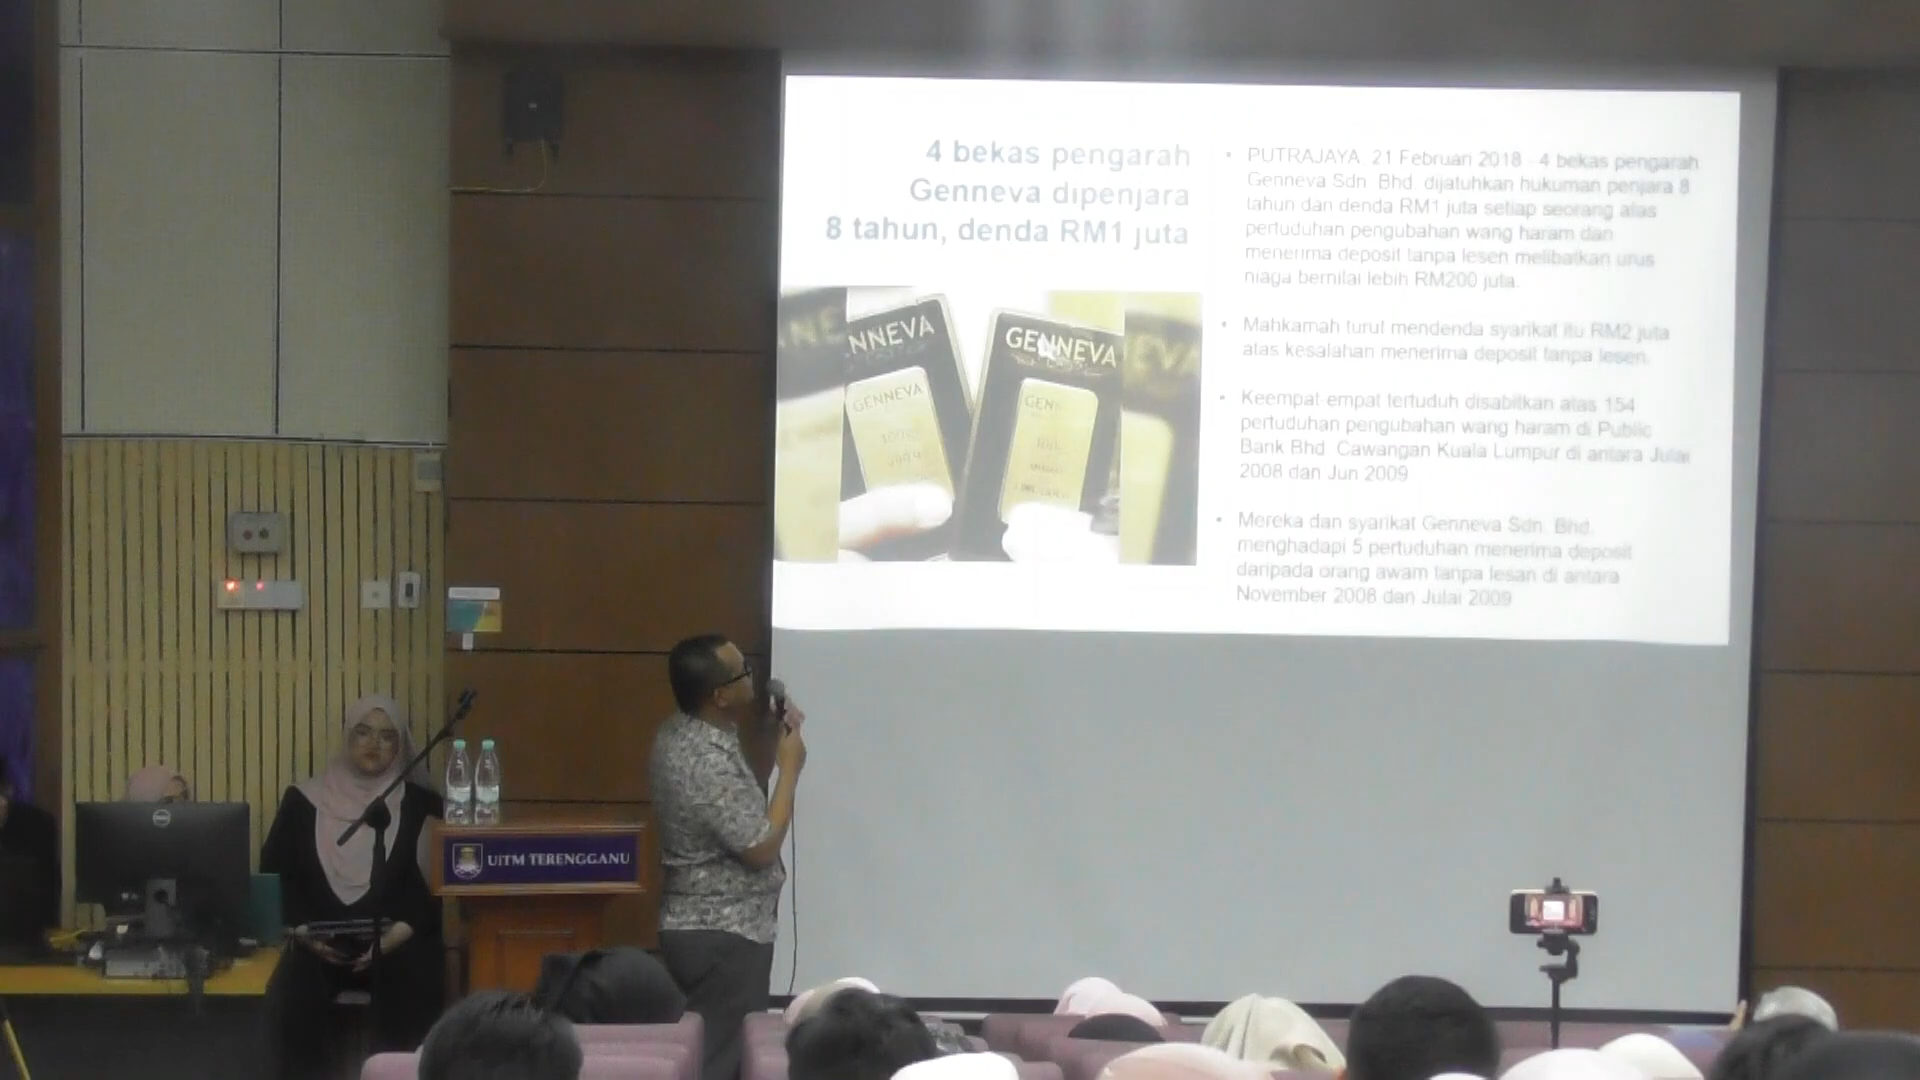 4 bekas pengarah
Genneva dipenjara
8 tahun, denda RM1 juta
• PUTRAJAYA 21 Februari 2018 - 4 bekas pengarah
Genneva Sdn. Bhd. dijatuhkan hukuman penjara 8
tahun dan denda RM1 juta setiap seorang atas
pertuduhan pengubahan wang haram dan
menerima deposit tanpa lesen melibatkan urus
niaga bernilai lebih RM200 juta.
• Mahkamah turut mendenda syarikat itu RM2 juta
atas kesalahan menerima deposit tanpa lesen.
• Keempat-empat tertuduh disabitkan atas 154
pertuduhan pengubahan wang haram di Public
Bank Bhd Cawangan Kuala Lumpur di antara Julai
2008 dan Jun 2009
• Mereka dan syarikat Genneva Sdn. Bhd.
menghadapi 5 pertuduhan menerima deposit
daripada orang awam tanpa lesan di antara
November 2008 dan Julai 2009
NNEVA
GENNEVA
GENNEVA
EVA
UiTM TERENGGANU
DELL